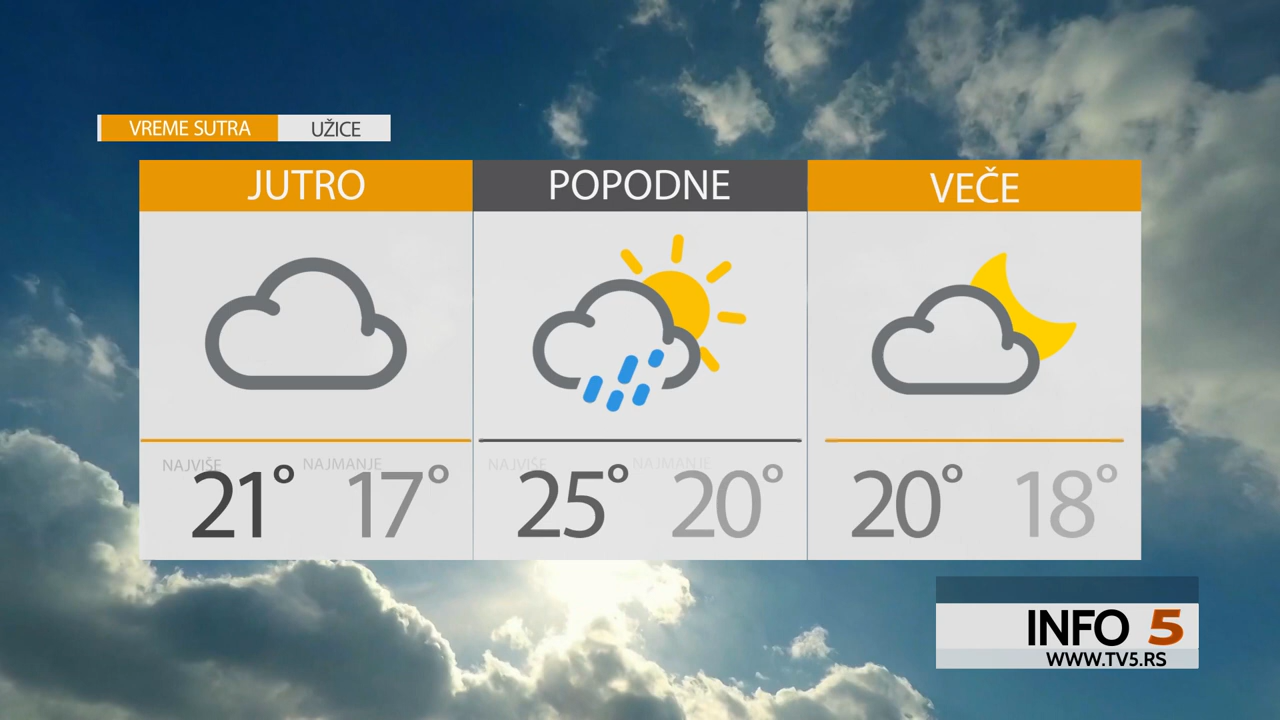 VREME SUTRA UŽICE
JUTRO POPODNE VEČE
NAJVIŠE NAJMANJE NAJVIŠE NAJMANJE
21° 17° 25° 20° 20° 18°
INFO 5
WWW.TV5.RS